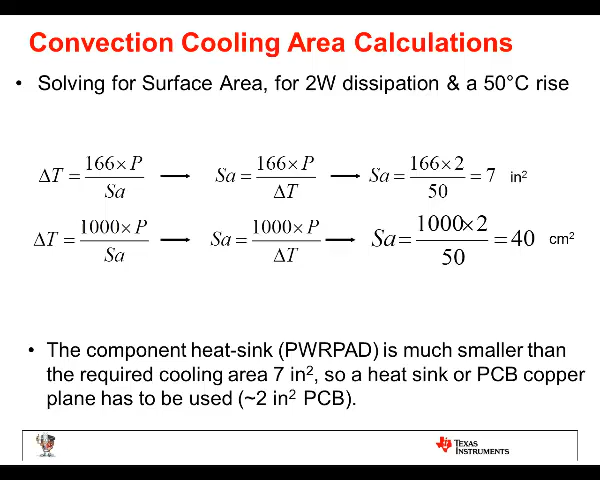 Convection Cooling Area Calculations
• Solving for Surface Area, for 2W dissipation & a 50°C rise
ΔT = 166×P / Sa → Sa = 166×P / ΔT → Sa = 166×2 / 50 = 7 in²
ΔT = 1000×P / Sa → Sa = 1000×P / ΔT → Sa = 1000×2 / 50 = 40 cm²
• The component heat-sink (PWRPAD) is much smaller than
the required cooling area 7 in², so a heat sink or PCB copper
plane has to be used (~2 in² PCB).
TEXAS
INSTRUMENTS